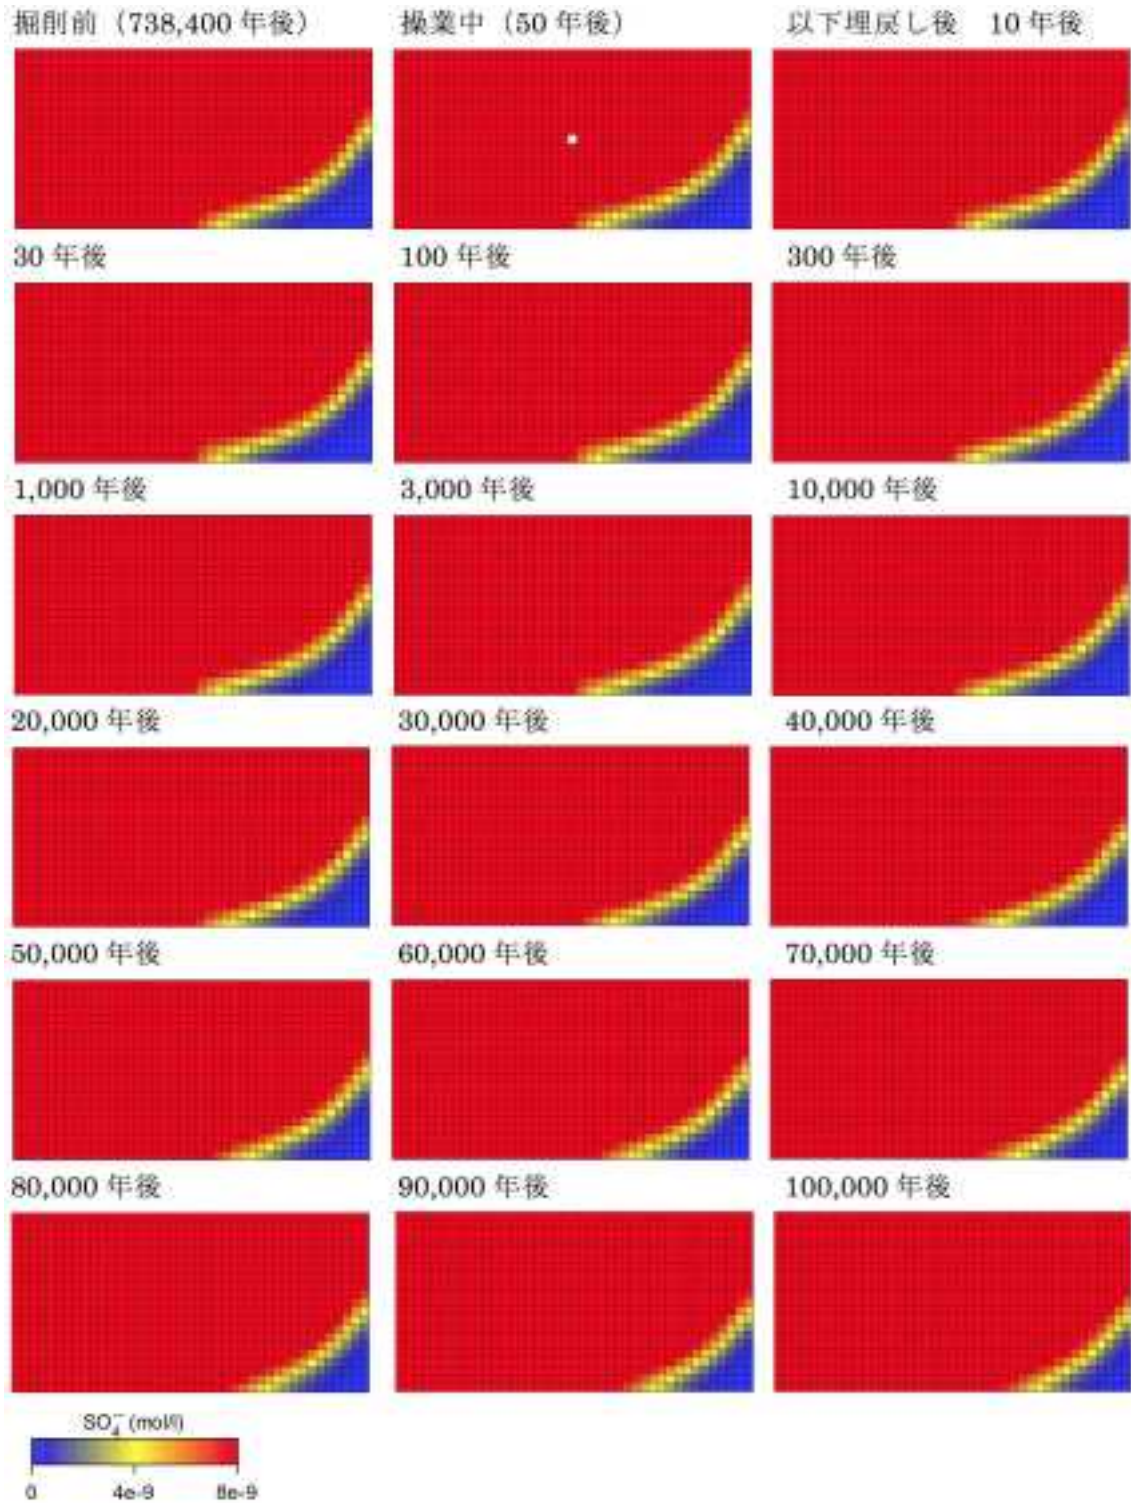 掘削前（738,400 年後）
操業中（50 年後）
以下埋戻し後　10 年後
30 年後
100 年後
300 年後
1,000 年後
3,000 年後
10,000 年後
20,000 年後
30,000 年後
40,000 年後
50,000 年後
60,000 年後
70,000 年後
80,000 年後
90,000 年後
100,000 年後
SO₄⁻⁻ (mol/l)
0 4e-9 8e-9